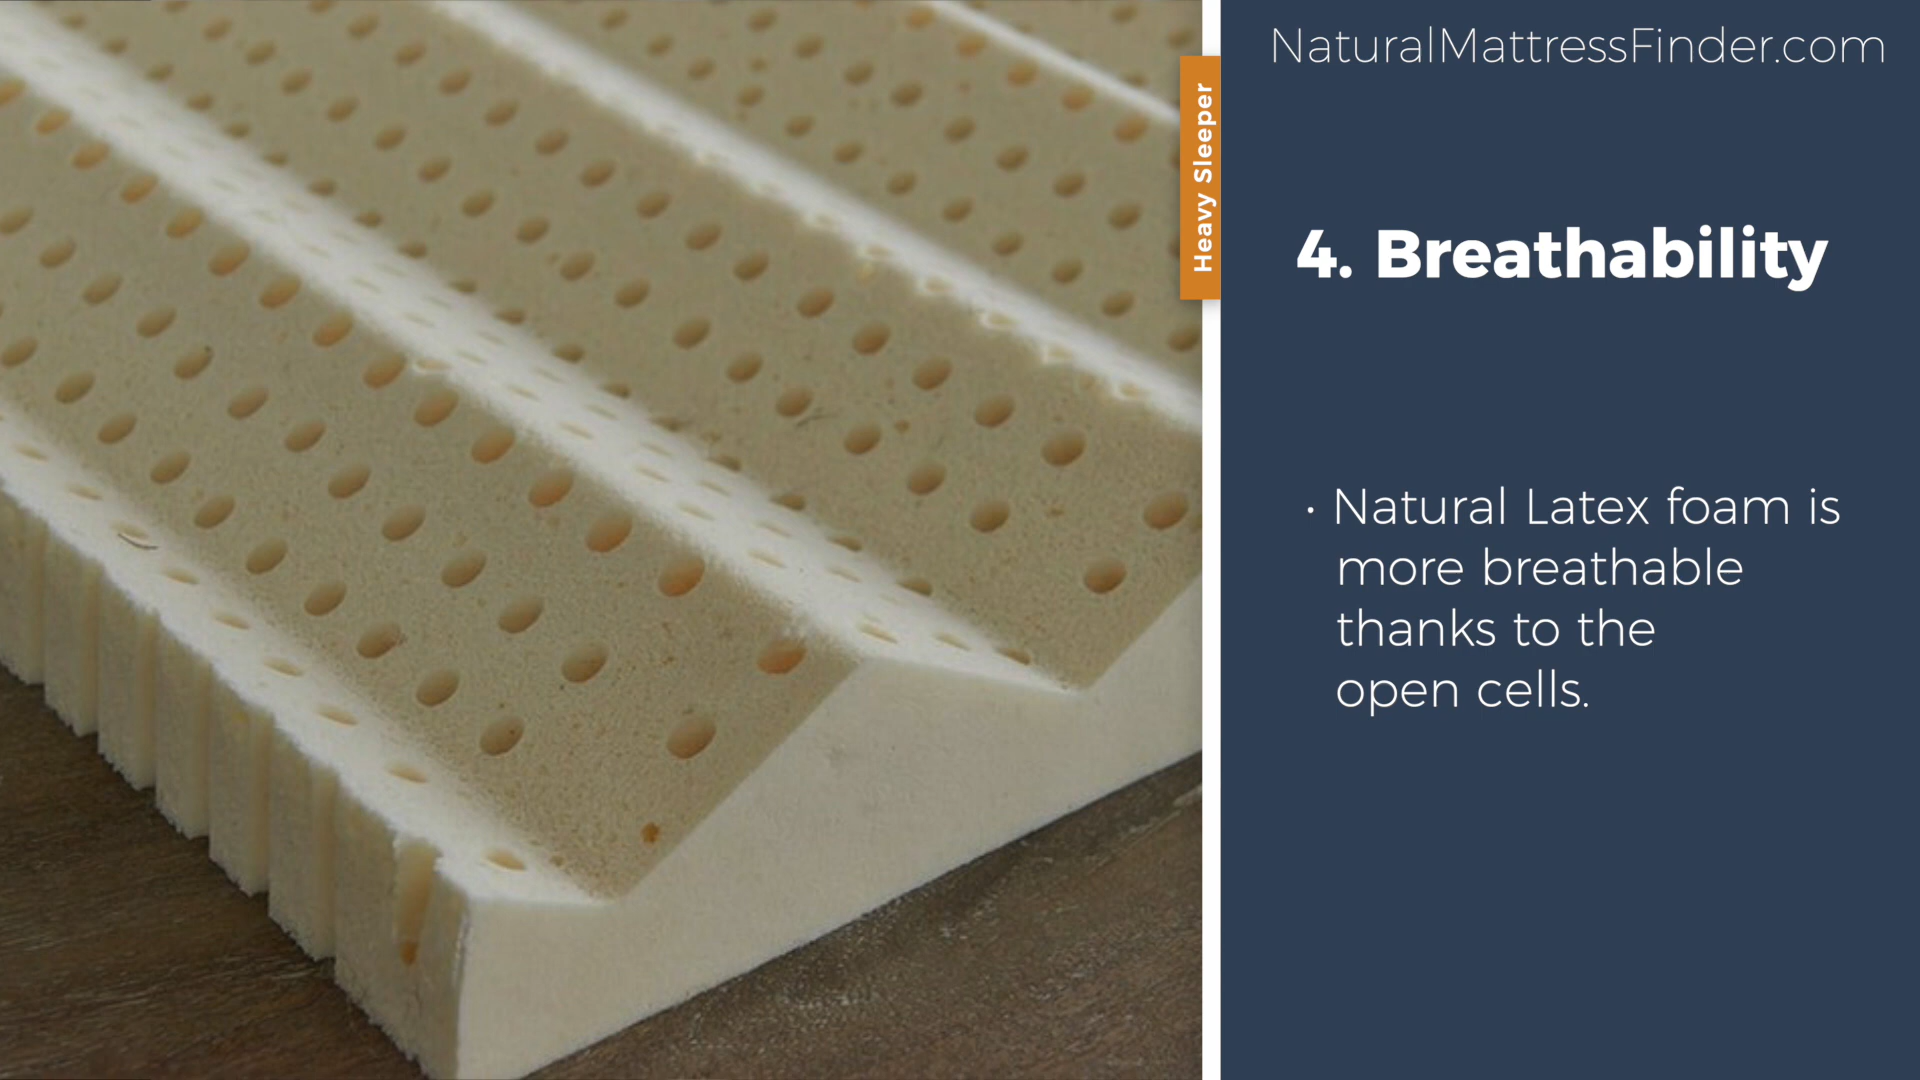 NaturalMattressFinder.com
Heavy Sleeper
4. Breathability
· Natural Latex foam is
more breathable
thanks to the
open cells.